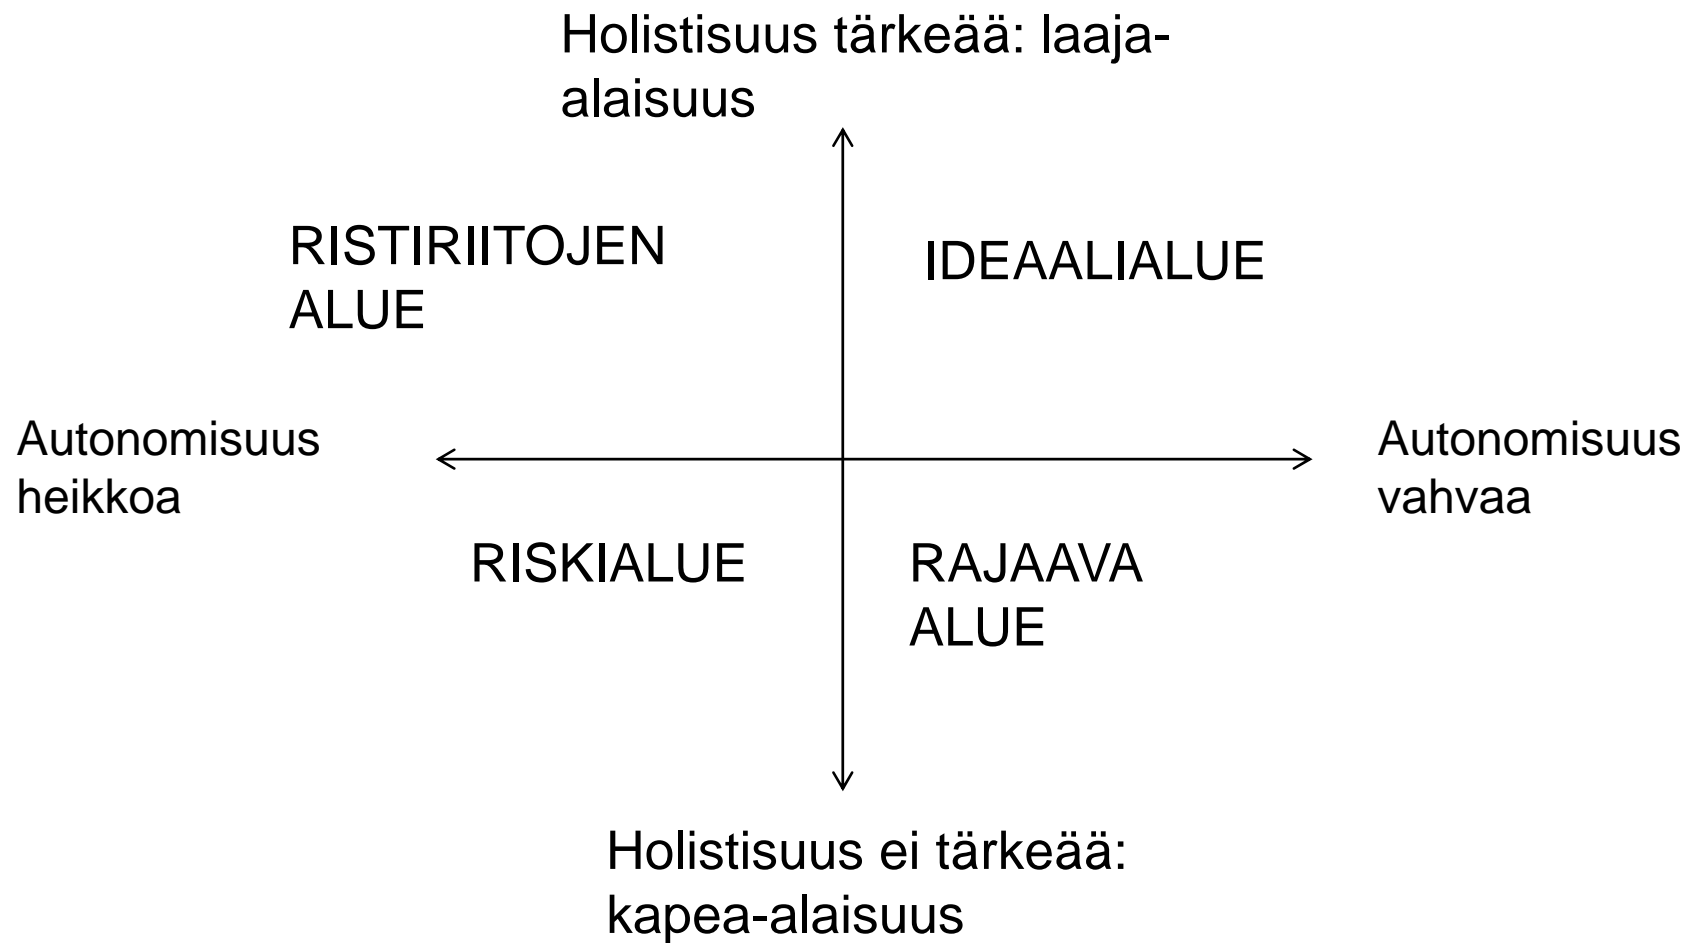 Holistisuus tärkeää: laaja-
alaisuus
RISTIRIITOJEN
ALUE
IDEAALIALUE
Autonomisuus
heikkoa
Autonomisuus
vahvaa
RISKIALUE
RAJAAVA
ALUE
Holistisuus ei tärkeää:
kapea-alaisuus